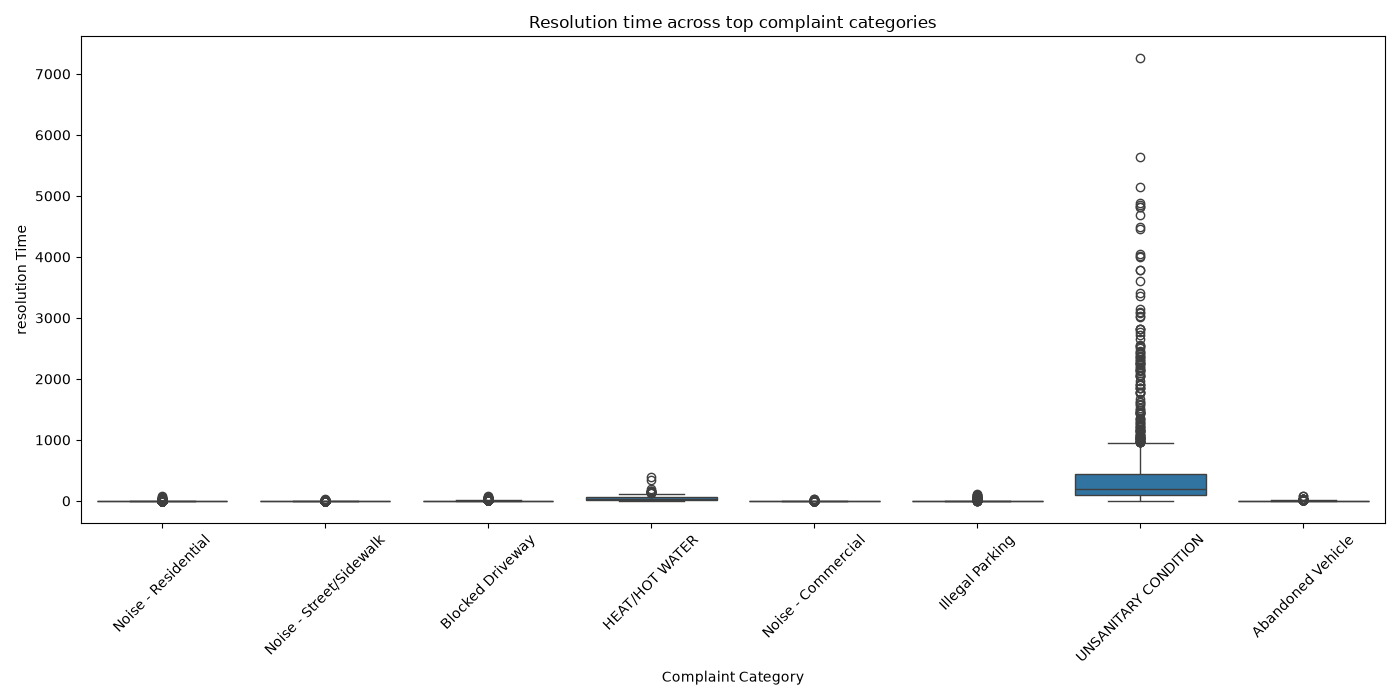 Resolution time across top complaint categories
resolution Time
7000
6000
5000
4000
3000
2000
1000
0
Noise - Residential
Noise - Street/Sidewalk
Blocked Driveway
HEAT/HOT WATER
Noise - Commercial
Illegal Parking
UNSANITARY CONDITION
Abandoned Vehicle
Complaint Category